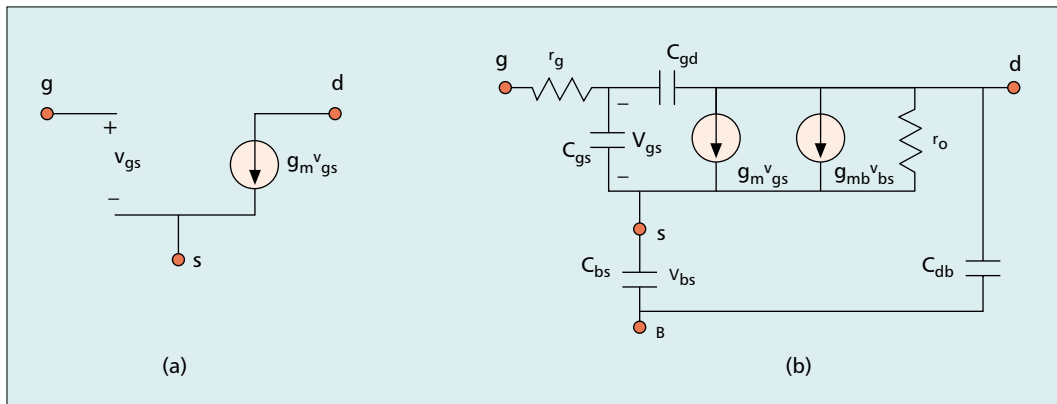 g
d
+
v_gs
−
g_m v_gs
s
(a)
g
r_g
C_gd
d
−
C_gs
V_gs
−
g_m v_gs
g_mb v_bs
r_o
s
C_bs
v_bs
C_db
B
(b)